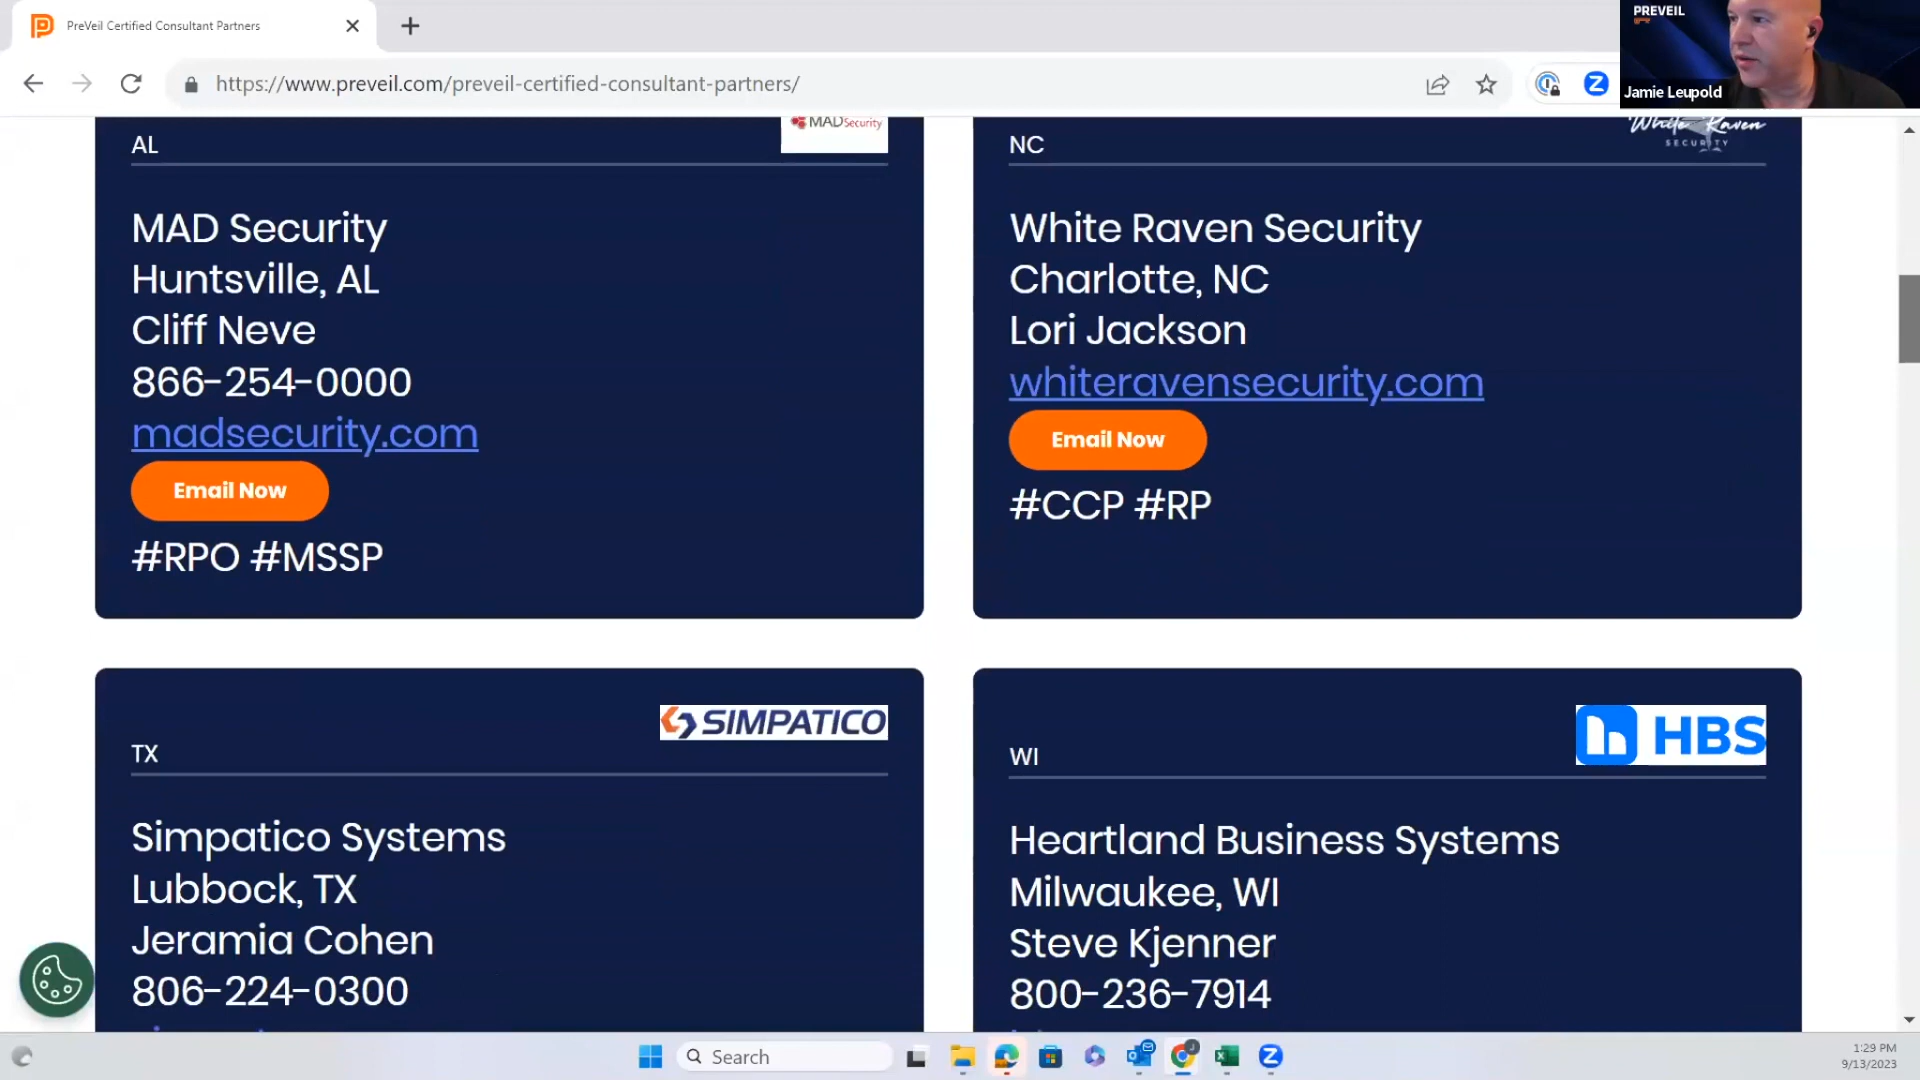 PreVeil Certified Consultant Partners
https://www.preveil.com/preveil-certified-consultant-partners/
PREVEIL
Jamie Leupold
AL
MADSecurity
MAD Security
Huntsville, AL
Cliff Neve
866-254-0000
madsecurity.com
Email Now
#RPO #MSSP
NC
White Raven
SECURITY
White Raven Security
Charlotte, NC
Lori Jackson
whiteravensecurity.com
Email Now
#CCP #RP
TX
SIMPATICO
Simpatico Systems
Lubbock, TX
Jeramia Cohen
806-224-0300
WI
HBS
Heartland Business Systems
Milwaukee, WI
Steve Kjenner
800-236-7914
Search
1:29 PM
9/13/2023